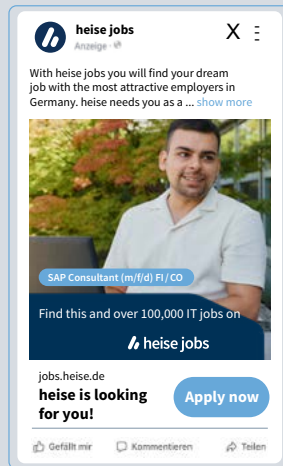 heise jobs
Anzeige
X
With heise jobs you will find your dream
job with the most attractive employers in
Germany. heise needs you as a ... show more
SAP Consultant (m/f/d) FI / CO
Find this and over 100,000 IT jobs on
heise jobs
jobs.heise.de
heise is looking
for you!
Apply now
Gefällt mir
Kommentieren
Teilen